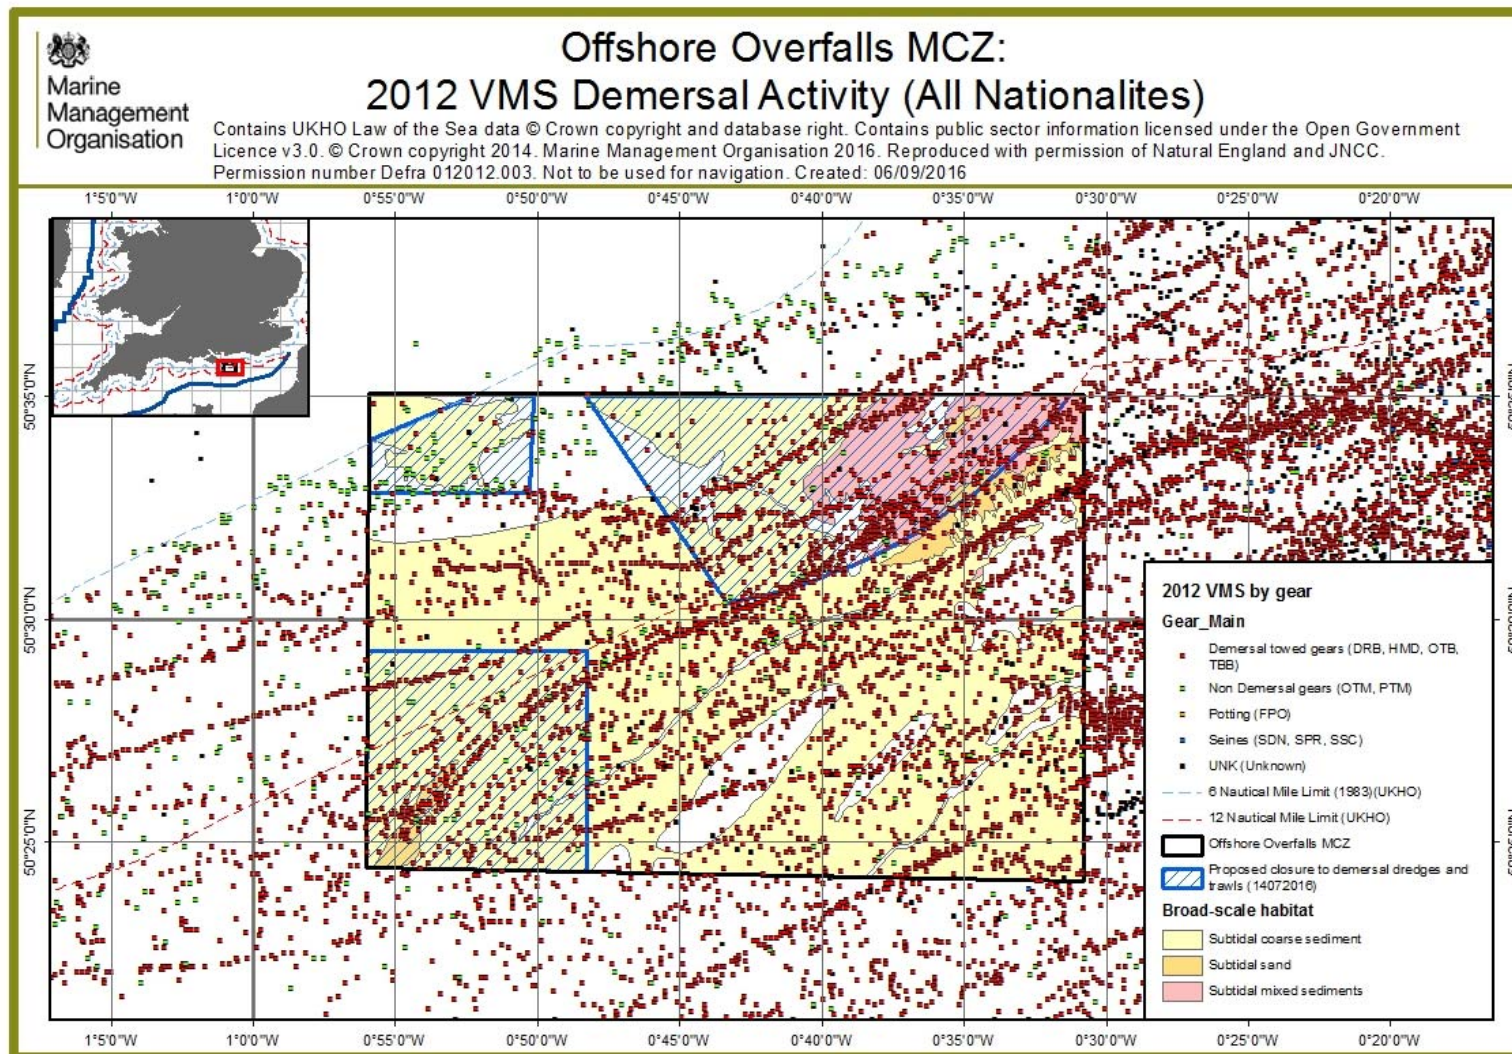 Marine
Management
Organisation
Offshore Overfalls MCZ:
2012 VMS Demersal Activity (All Nationalites)
Contains UKHO Law of the Sea data © Crown copyright and database right. Contains public sector information licensed under the Open Government
Licence v3.0. © Crown copyright 2014. Marine Management Organisation 2016. Reproduced with permission of Natural England and JNCC.
Permission number Defra 012012.003. Not to be used for navigation. Created: 06/09/2016
1°5'0"W 1°0'0"W 0°55'0"W 0°50'0"W 0°45'0"W 0°40'0"W 0°35'0"W 0°30'0"W 0°25'0"W 0°20'0"W
50°35'0"N
50°30'0"N
50°25'0"N
2012 VMS by gear
Gear_Main
Demersal towed gears (DRB, HMD, OTB,
TBB)
Non Demersal gears (OTM, PTM)
Potting (FPO)
Seines (SDN, SPR, SSC)
UNK (Unknown)
6 Nautical Mile Limit (1983)(UKHO)
12 Nautical Mile Limit (UKHO)
Offshore Overfalls MCZ
Proposed closure to demersal dredges and
trawls (14072016)
Broad-scale habitat
Subtidal coarse sediment
Subtidal sand
Subtidal mixed sediments
1°5'0"W 1°0'0"W 0°55'0"W 0°50'0"W 0°45'0"W 0°40'0"W 0°35'0"W 0°30'0"W 0°25'0"W 0°20'0"W